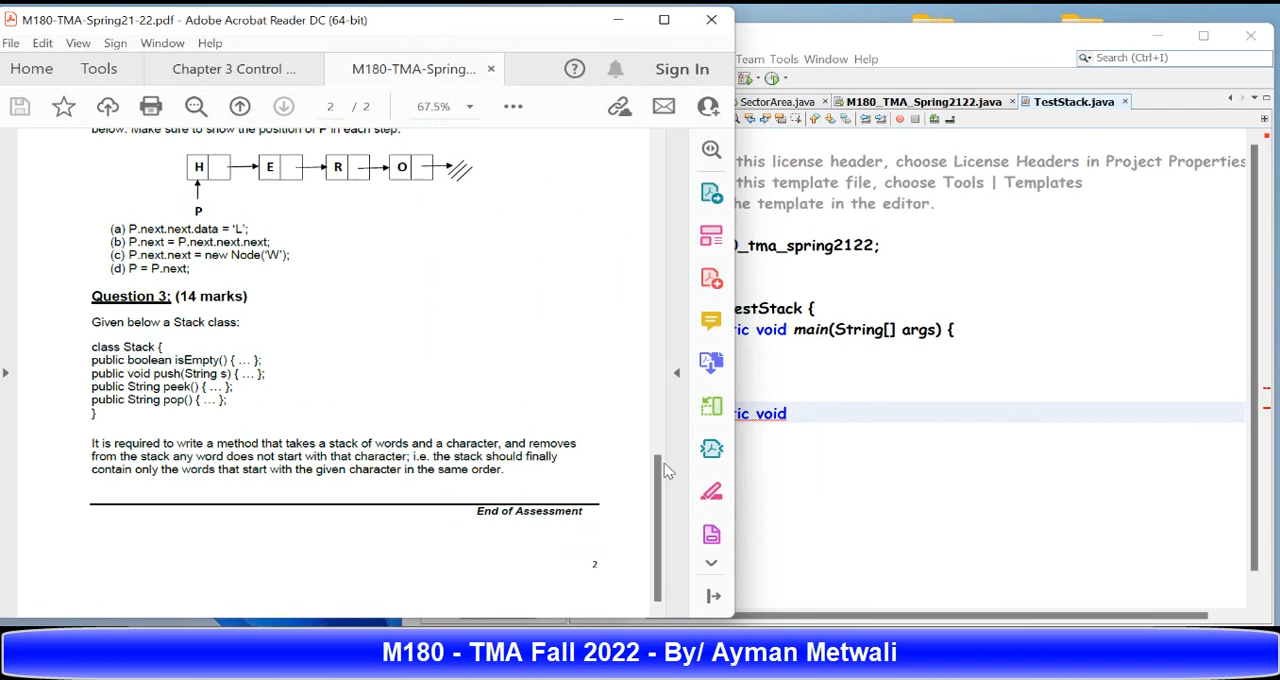 M180-TMA-Spring21-22.pdf - Adobe Acrobat Reader DC (64-bit)
File Edit View Sign Window Help
Home Tools Chapter 3 Control ... M180-TMA-Spring... × Sign In
2 / 2 67.5%
below. Make sure to show the position of P in each step.
H E R O
P
(a) P.next.next.data = ‘L’;
(b) P.next = P.next.next.next;
(c) P.next.next = new Node(‘W’);
(d) P = P.next;
Question 3: (14 marks)
Given below a Stack class:
class Stack {
public boolean isEmpty() { … };
public void push(String s) { … };
public String peek() { … };
public String pop() { … };
}
It is required to write a method that takes a stack of words and a character, and removes
from the stack any word does not start with that character; i.e. the stack should finally
contain only the words that start with the given character in the same order.
End of Assessment
2
Team Tools Window Help
Search (Ctrl+I)
SectorArea.java × M180_TMA_Spring2122.java × TestStack.java ×
this license header, choose License Headers in Project Properties
this template file, choose Tools | Templates
the template in the editor.
0_tma_spring2122;
estStack {
ric void main(String[] args) {
ric void
M180 - TMA Fall 2022 - By/ Ayman Metwali